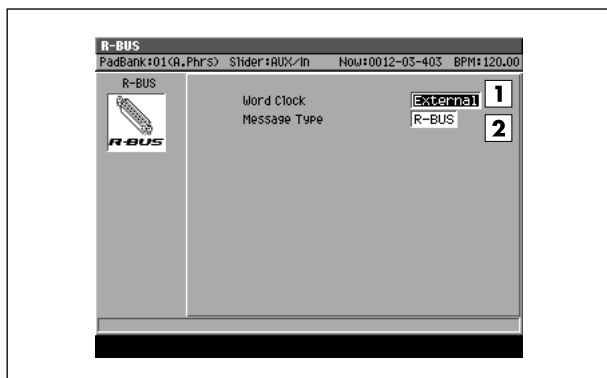 R-BUS
PadBank:01(A.Phrs) Slider:AUX/In Now:0012-03-403 BPM:120.00
R-BUS
R-BUS
Word Clock External 1
Message Type R-BUS 2